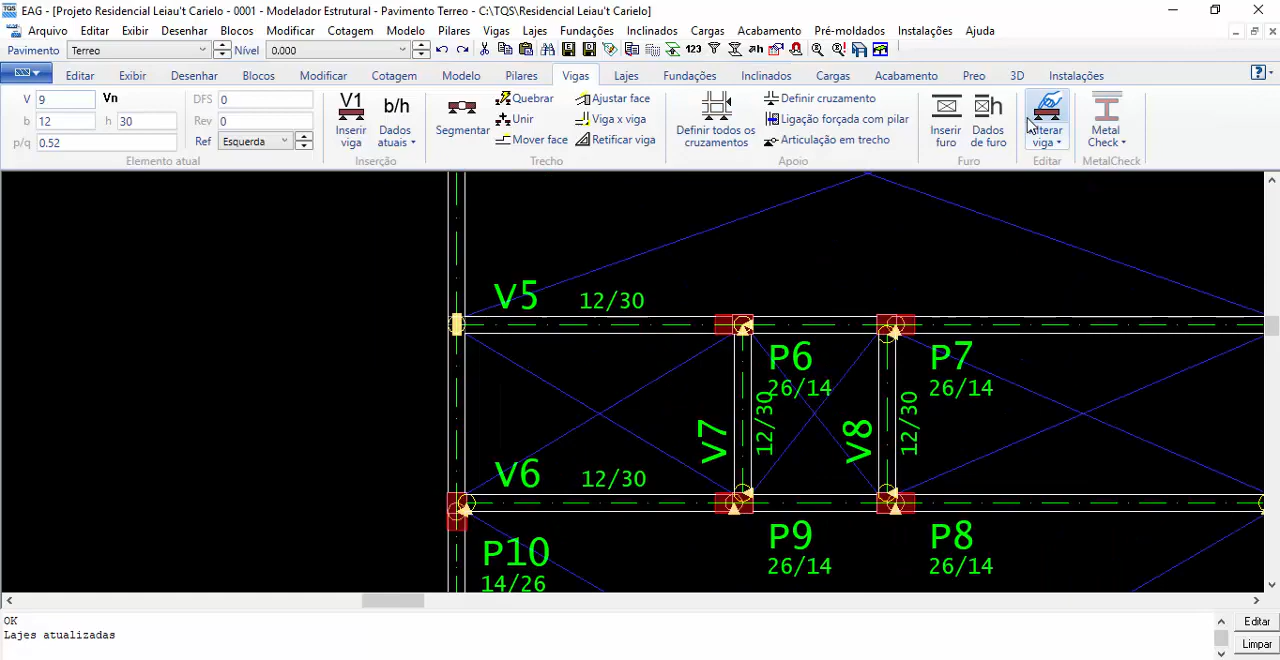 EAG - [Projeto Residencial Leiau't Carielo - 0001 - Modelador Estrutural - Pavimento Terreo - C:\TQS\Residencial Leiau't Carielo]
Arquivo Editar Exibir Desenhar Blocos Modificar Cotagem Modelo Pilares Vigas Lajes Fundações Inclinados Cargas Acabamento Pré-moldados Instalações Ajuda
Pavimento Terreo Nível 0.000
Editar Exibir Desenhar Blocos Modificar Cotagem Modelo Pilares Vigas Lajes Fundações Inclinados Cargas Acabamento Preo 3D Instalações
V 9 Vn DFS 0
b 12 h 30 Rev 0
p/q 0.52 Ref Esquerda
Elemento atual
V1 Inserir viga
b/h Dados atuais
Inserção
Segmentar
Quebrar
Unir
Mover face
Ajustar face
Viga x viga
Retificar viga
Trecho
Definir todos os cruzamentos
Definir cruzamento
Ligação forçada com pilar
Articulação em trecho
Apoio
Inserir furo
Dados de furo
Furo
Alterar viga
Editar
Metal Check
MetalCheck
V5 12/30
P6
26/14
P7
26/14
V7
12/30
V8
12/30
V6 12/30
P10
14/26
P9
26/14
P8
26/14
OK
Lajes atualizadas
Editar
Limpar